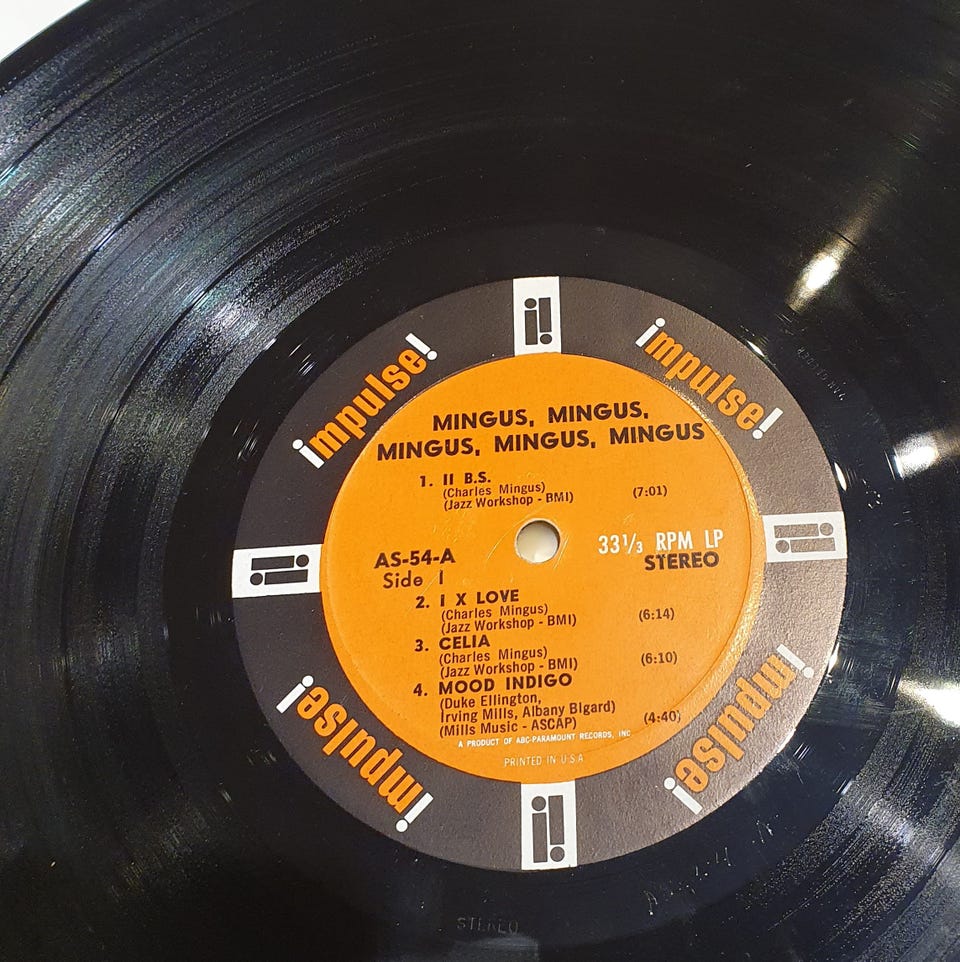 impulse!
impulse!
MINGUS, MINGUS,
MINGUS, MINGUS, MINGUS
1. II B.S.
(Charles Mingus)
(Jazz Workshop - BMI) (7:01)
AS-54-A
Side I
33⅓ RPM LP
STEREO
2. I X LOVE
(Charles Mingus)
(Jazz Workshop - BMI) (6:14)
3. CELIA
(Charles Mingus)
(Jazz Workshop - BMI) (6:10)
4. MOOD INDIGO
(Duke Ellington,
Irving Mills, Albany Bigard)
(Mills Music - ASCAP) (4:40)
A PRODUCT OF ABC-PARAMOUNT RECORDS, INC
PRINTED IN U.S.A
impulse!
impulse!
STEREO